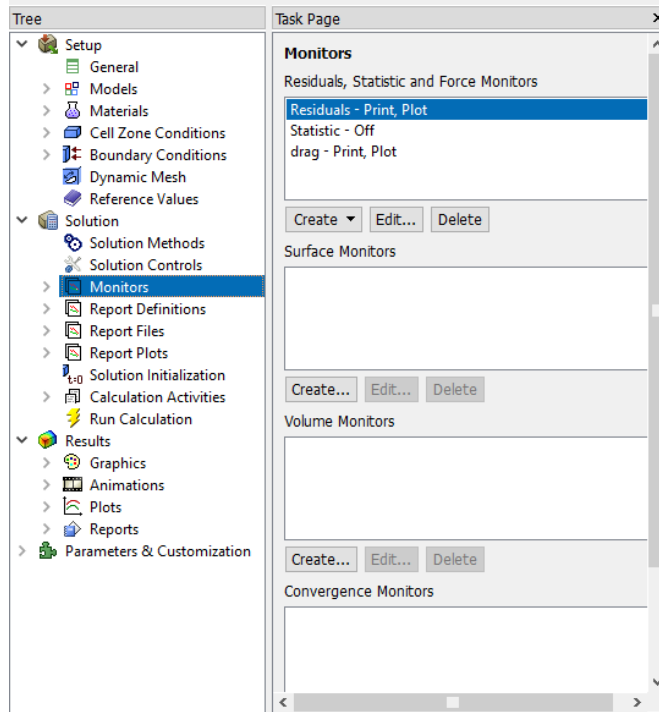 Tree
Setup
General
Models
Materials
Cell Zone Conditions
Boundary Conditions
Dynamic Mesh
Reference Values
Solution
Solution Methods
Solution Controls
Monitors
Report Definitions
Report Files
Report Plots
t=0 Solution Initialization
Calculation Activities
Run Calculation
Results
Graphics
Animations
Plots
Reports
Parameters & Customization
Task Page
Monitors
Residuals, Statistic and Force Monitors
Residuals - Print, Plot
Statistic - Off
drag - Print, Plot
Create Edit... Delete
Surface Monitors
Create... Edit... Delete
Volume Monitors
Create... Edit... Delete
Convergence Monitors